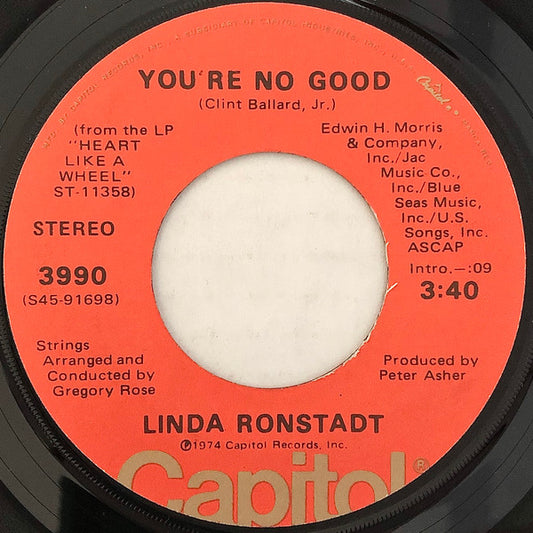 YOU'RE NO GOOD
(Clint Ballard, Jr.)
(from the LP
"HEART
LIKE A
WHEEL"
ST-11358)
STEREO
3990
(S45-91698)
Edwin H. Morris
& Company,
Inc./Jac
Music Co.,
Inc./Blue
Seas Music,
Inc./U.S.
Songs, Inc.
ASCAP
Intro.–:09
3:40
Strings
Arranged and
Conducted by
Gregory Rose
Produced by
Peter Asher
LINDA RONSTADT
℗1974 Capitol Records, Inc.
Capitol®
Capitol